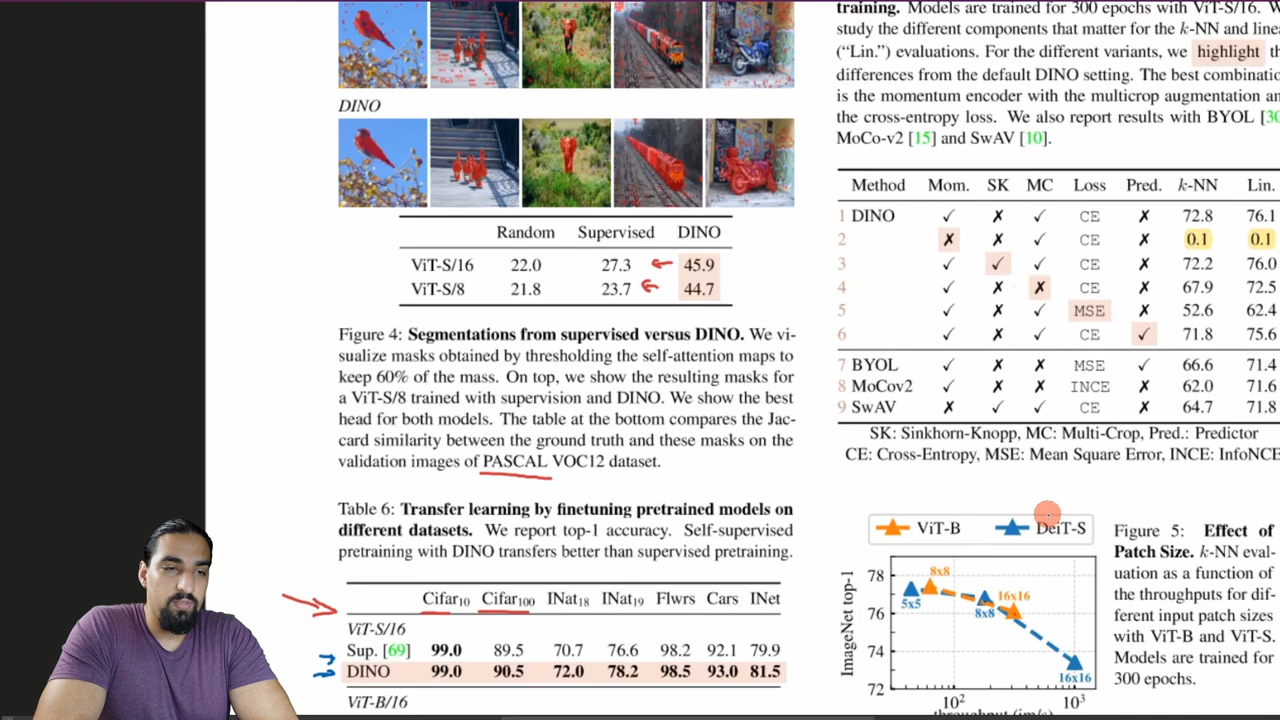 DINO
Random Supervised DINO
ViT-S/16 22.0 27.3 45.9
ViT-S/8 21.8 23.7 44.7
Figure 4: Segmentations from supervised versus DINO. We vi-
sualize masks obtained by thresholding the self-attention maps to
keep 60% of the mass. On top, we show the resulting masks for
a ViT-S/8 trained with supervision and DINO. We show the best
head for both models. The table at the bottom compares the Jac-
card similarity between the ground truth and these masks on the
validation images of PASCAL VOC12 dataset.
Table 6: Transfer learning by finetuning pretrained models on
different datasets. We report top-1 accuracy. Self-supervised
pretraining with DINO transfers better than supervised pretraining.
Cifar10 Cifar100 INat18 INat19 Flwrs Cars INet
ViT-S/16
Sup. [69] 99.0 89.5 70.7 76.6 98.2 92.1 79.9
DINO 99.0 90.5 72.0 78.2 98.5 93.0 81.5
ViT-B/16
training. Models are trained for 300 epochs with ViT-S/16.
study the different components that matter for the k-NN and
("Lin.") evaluations. For the different variants, we highlight
differences from the default DINO setting. The best
is the momentum encoder with the multicrop augmentation
the cross-entropy loss. We also report results with BYOL
MoCo-v2 [15] and SwAV [10].
Method Mom. SK MC Loss Pred. k-NN Lin.
1 DINO ✓ ✗ ✓ CE ✗ 72.8 76.1
2 ✗ ✗ ✓ CE ✗ 0.1 0.1
3 ✓ ✓ ✓ CE ✗ 72.2 76.0
4 ✓ ✗ ✗ CE ✗ 67.9 72.5
5 ✓ ✗ ✓ MSE ✗ 52.6 62.4
6 ✓ ✗ ✓ CE ✓ 71.8 75.6
7 BYOL ✓ ✗ ✗ MSE ✓ 66.6 71.4
8 MoCov2 ✓ ✗ ✗ INCE ✗ 62.0 71.6
9 SwAV ✗ ✓ ✓ CE ✗ 64.7 71.8
SK: Sinkhorn-Knopp, MC: Multi-Crop, Pred.: Predictor
CE: Cross-Entropy, MSE: Mean Square Error, INCE: InfoNCE
ViT-B DeiT-S
ImageNet top-1
78
76
74
72
5x5
8x8
8x8
16x16
16x16
10² 10³
throughput (im/s)
Figure 5: Effect of
Patch Size. k-NN eval-
uation as a function of
the throughputs for dif-
ferent input patch sizes
with ViT-B and ViT-S.
Models are trained for
300 epochs.